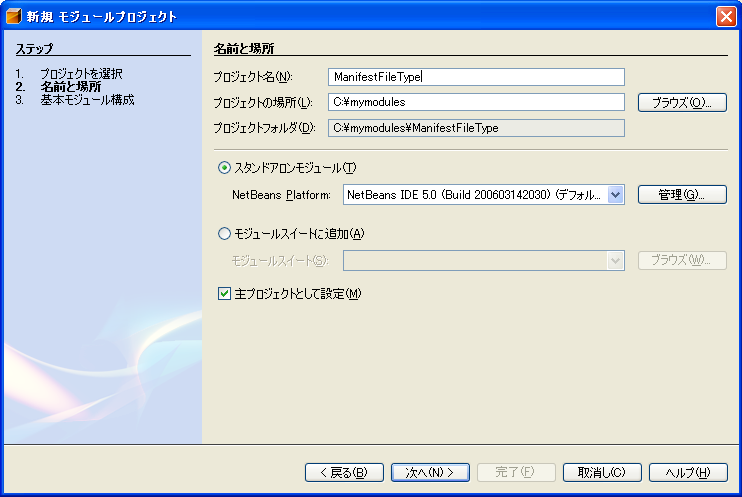 新規 モジュールプロジェクト
ステップ
1. プロジェクトを選択
2. 名前と場所
3. 基本モジュール構成
名前と場所
プロジェクト名(N): ManifestFileType
プロジェクトの場所(L): C:¥mymodules ブラウズ(O)...
プロジェクトフォルダ(D): C:¥mymodules¥ManifestFileType
スタンドアロンモジュール(T)
NetBeans Platform: NetBeans IDE 5.0 (Build 200603142030) (デフォル... 管理(G)...
モジュールスイートに追加(A)
モジュールスイート(S): ブラウズ(W)...
主プロジェクトとして設定(M)
< 戻る(B) 次へ(N) > 完了(F) 取消し(C) ヘルプ(H)